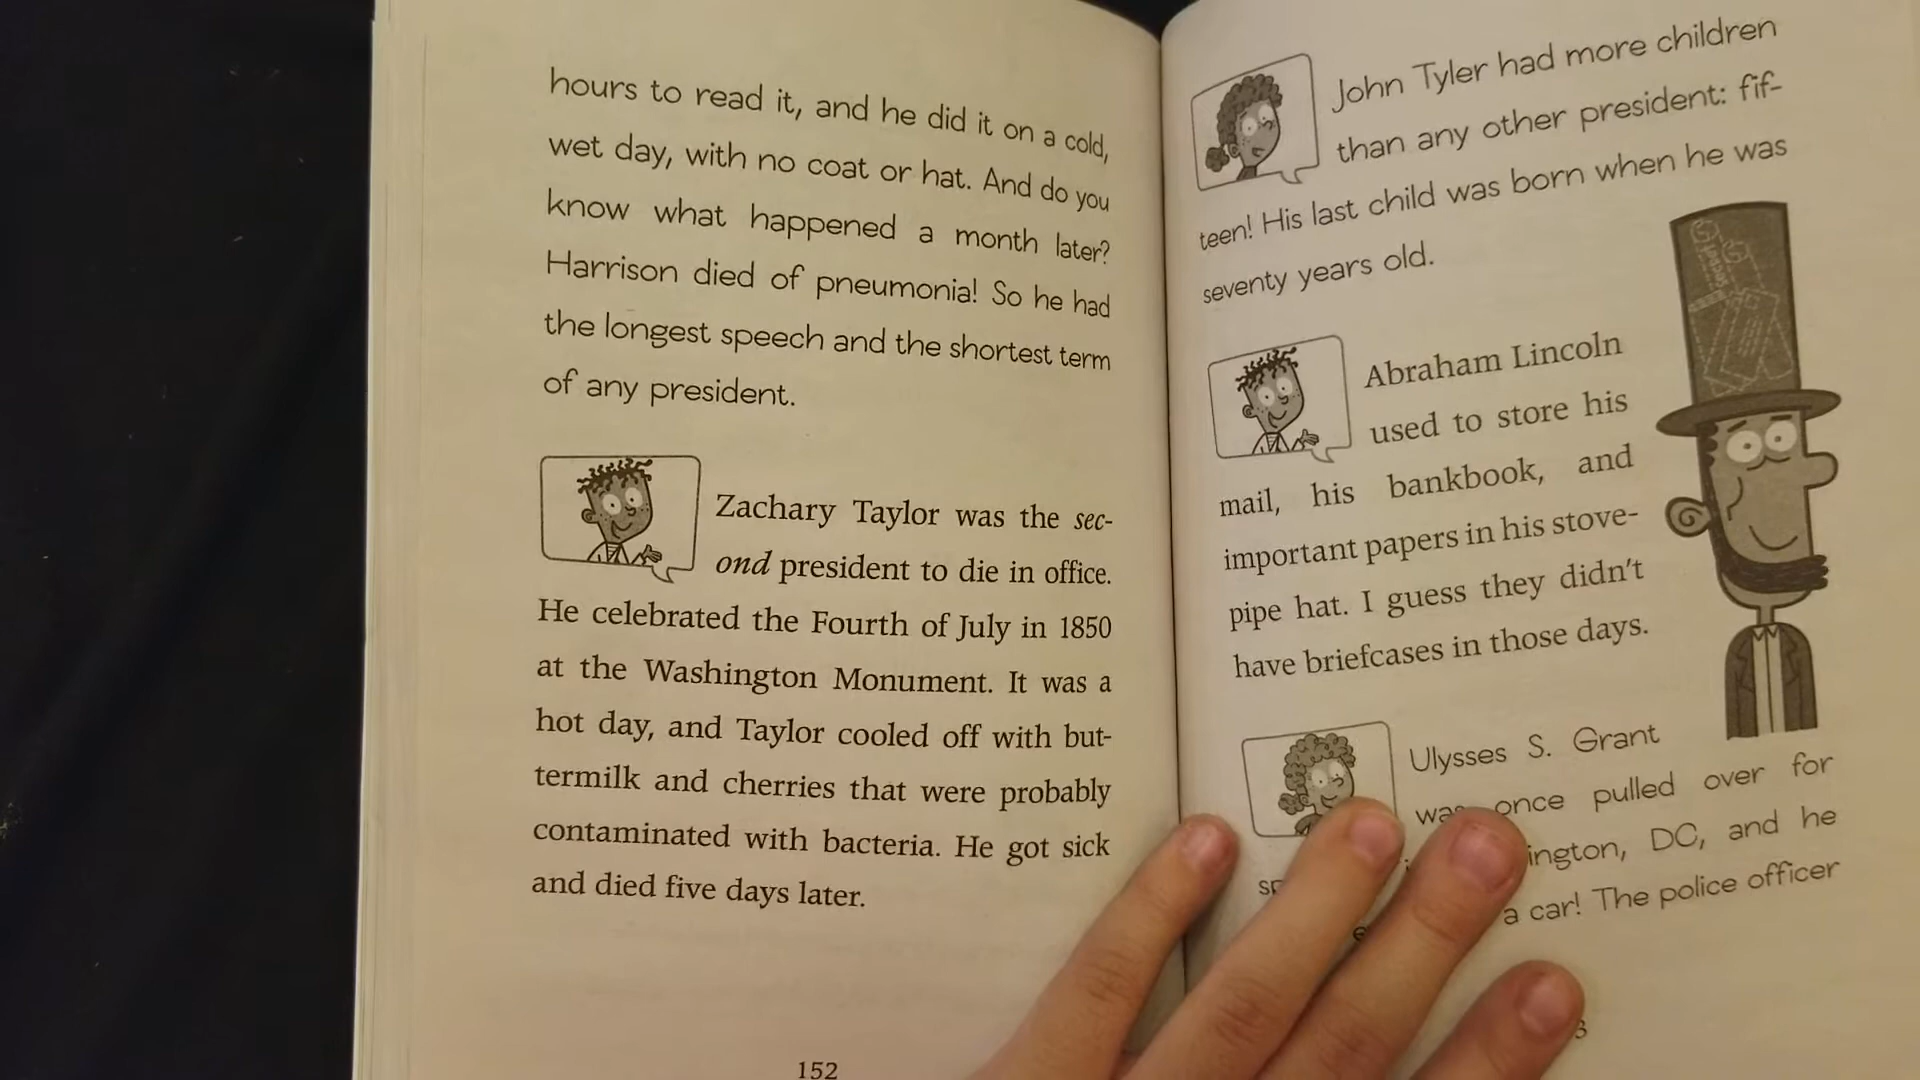 hours to read it, and he did it on a cold,
wet day, with no coat or hat. And do you
know what happened a month later?
Harrison died of pneumonia! So he had
the longest speech and the shortest term
of any president.
Zachary Taylor was the sec-
ond president to die in office.
He celebrated the Fourth of July in 1850
at the Washington Monument. It was a
hot day, and Taylor cooled off with but-
termilk and cherries that were probably
contaminated with bacteria. He got sick
and died five days later.
152
John Tyler had more children
than any other president: fif-
teen! His last child was born when he was
seventy years old.
Abraham Lincoln
used to store his
mail, his bankbook, and
important papers in his stove-
pipe hat. I guess they didn't
have briefcases in those days.
Ulysses S. Grant
was once pulled over for
ington, DC, and he
a car! The police officer